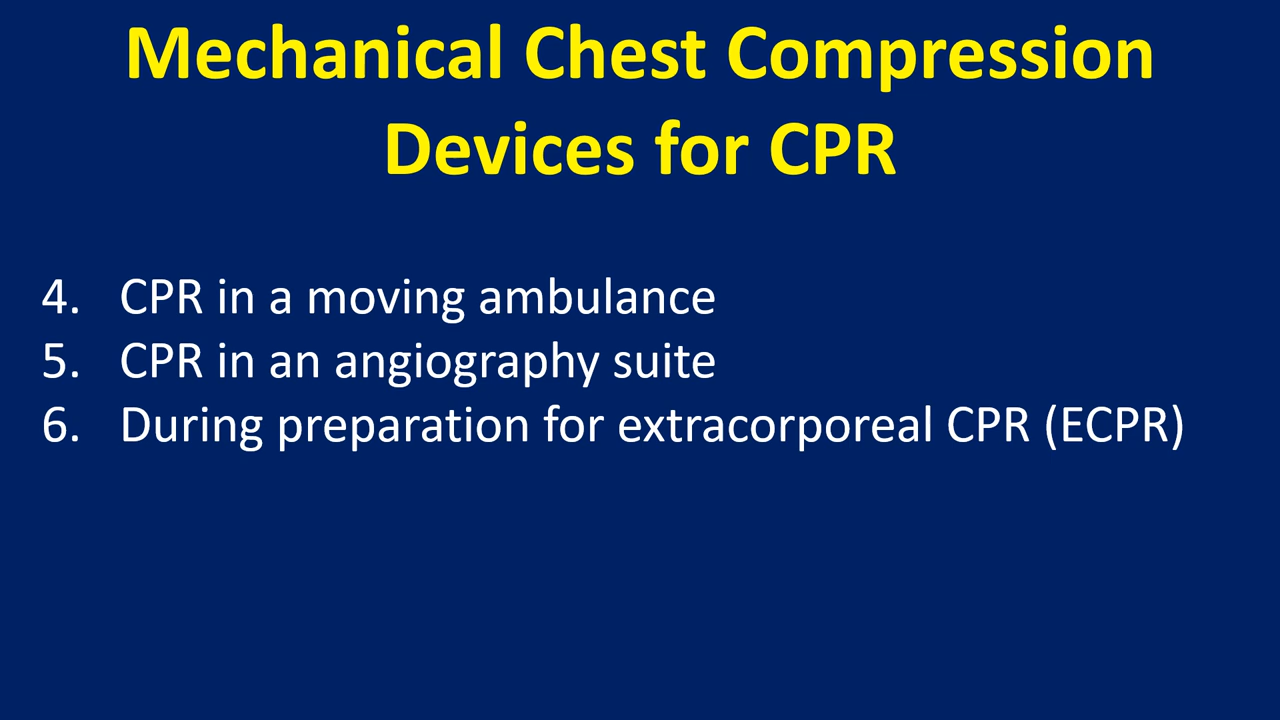 Mechanical Chest Compression
Devices for CPR
4. CPR in a moving ambulance
5. CPR in an angiography suite
6. During preparation for extracorporeal CPR (ECPR)